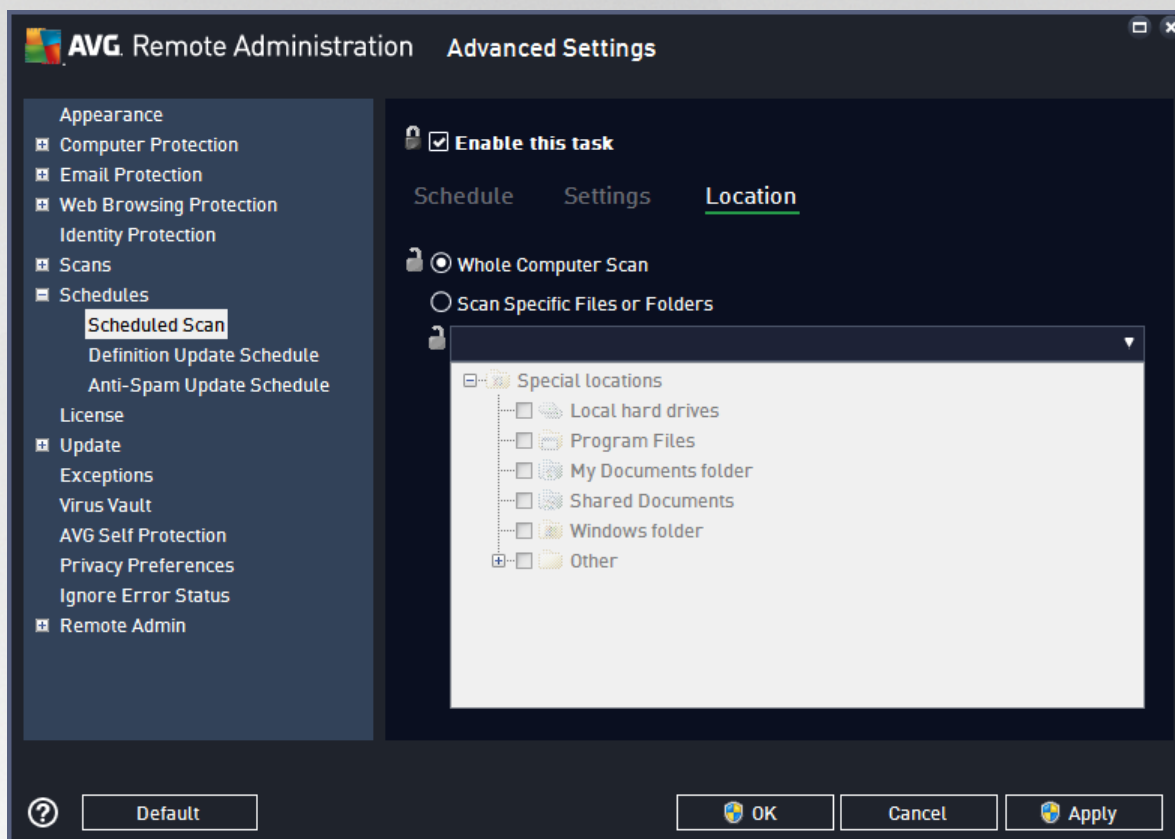 AVG. Remote Administration Advanced Settings
Appearance
Computer Protection
Email Protection
Web Browsing Protection
Identity Protection
Scans
Schedules
Scheduled Scan
Definition Update Schedule
Anti-Spam Update Schedule
License
Update
Exceptions
Virus Vault
AVG Self Protection
Privacy Preferences
Ignore Error Status
Remote Admin
Enable this task
Schedule Settings Location
Whole Computer Scan
Scan Specific Files or Folders
Special locations
Local hard drives
Program Files
My Documents folder
Shared Documents
Windows folder
Other
Default OK Cancel Apply